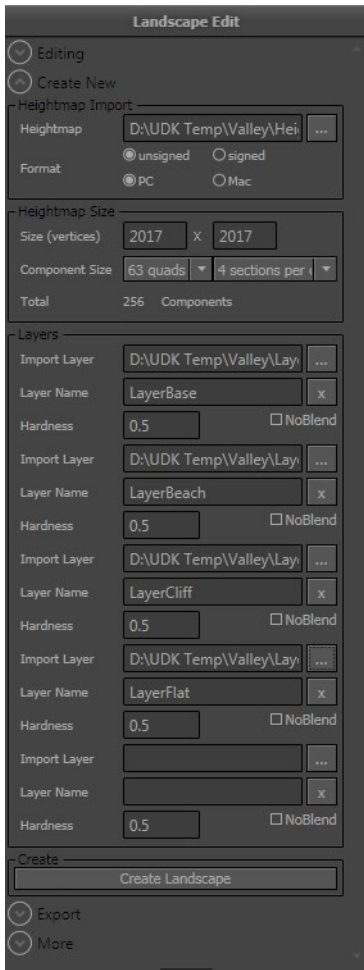 Landscape Edit
Editing
Create New
Heightmap Import
Heightmap D:\UDK Temp\Valley\Hei ...
Format unsigned signed
PC Mac
Heightmap Size
Size (vertices) 2017 X 2017
Component Size 63 quads 4 sections per
Total 256 Components
Layers
Import Layer D:\UDK Temp\Valley\Lay ...
Layer Name LayerBase x
Hardness 0.5 NoBlend
Import Layer D:\UDK Temp\Valley\Lay ...
Layer Name LayerBeach x
Hardness 0.5 NoBlend
Import Layer D:\UDK Temp\Valley\Lay ...
Layer Name LayerCliff x
Hardness 0.5 NoBlend
Import Layer D:\UDK Temp\Valley\Lay ...
Layer Name LayerFlat x
Hardness 0.5 NoBlend
Import Layer ...
Layer Name x
Hardness 0.5 NoBlend
Create
Create Landscape
Export
More